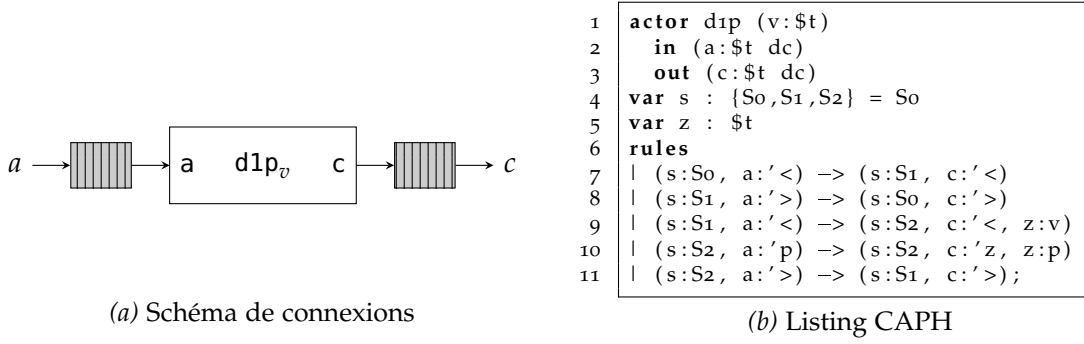 a a d1pv c c
(a) Schéma de connexions
1 actor d1p (v:$t)
2 in (a:$t dc)
3 out (c:$t dc)
4 var s : {S0,S1,S2} = S0
5 var z : $t
6 rules
7 | (s:S0, a:'<) -> (s:S1, c:'<)
8 | (s:S1, a:'>) -> (s:S0, c:'>)
9 | (s:S1, a:'<) -> (s:S2, c:'<, z:v)
10 | (s:S2, a:'p) -> (s:S2, c:'z, z:p)
11 | (s:S2, a:'>) -> (s:S1, c:'>);
(b) Listing CAPH